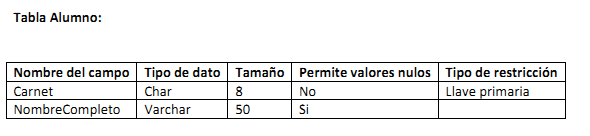 Tabla Alumno:
Nombre del campo Tipo de dato Tamaño Permite valores nulos Tipo de restricción
Carnet Char 8 No Llave primaria
NombreCompleto Varchar 50 Si